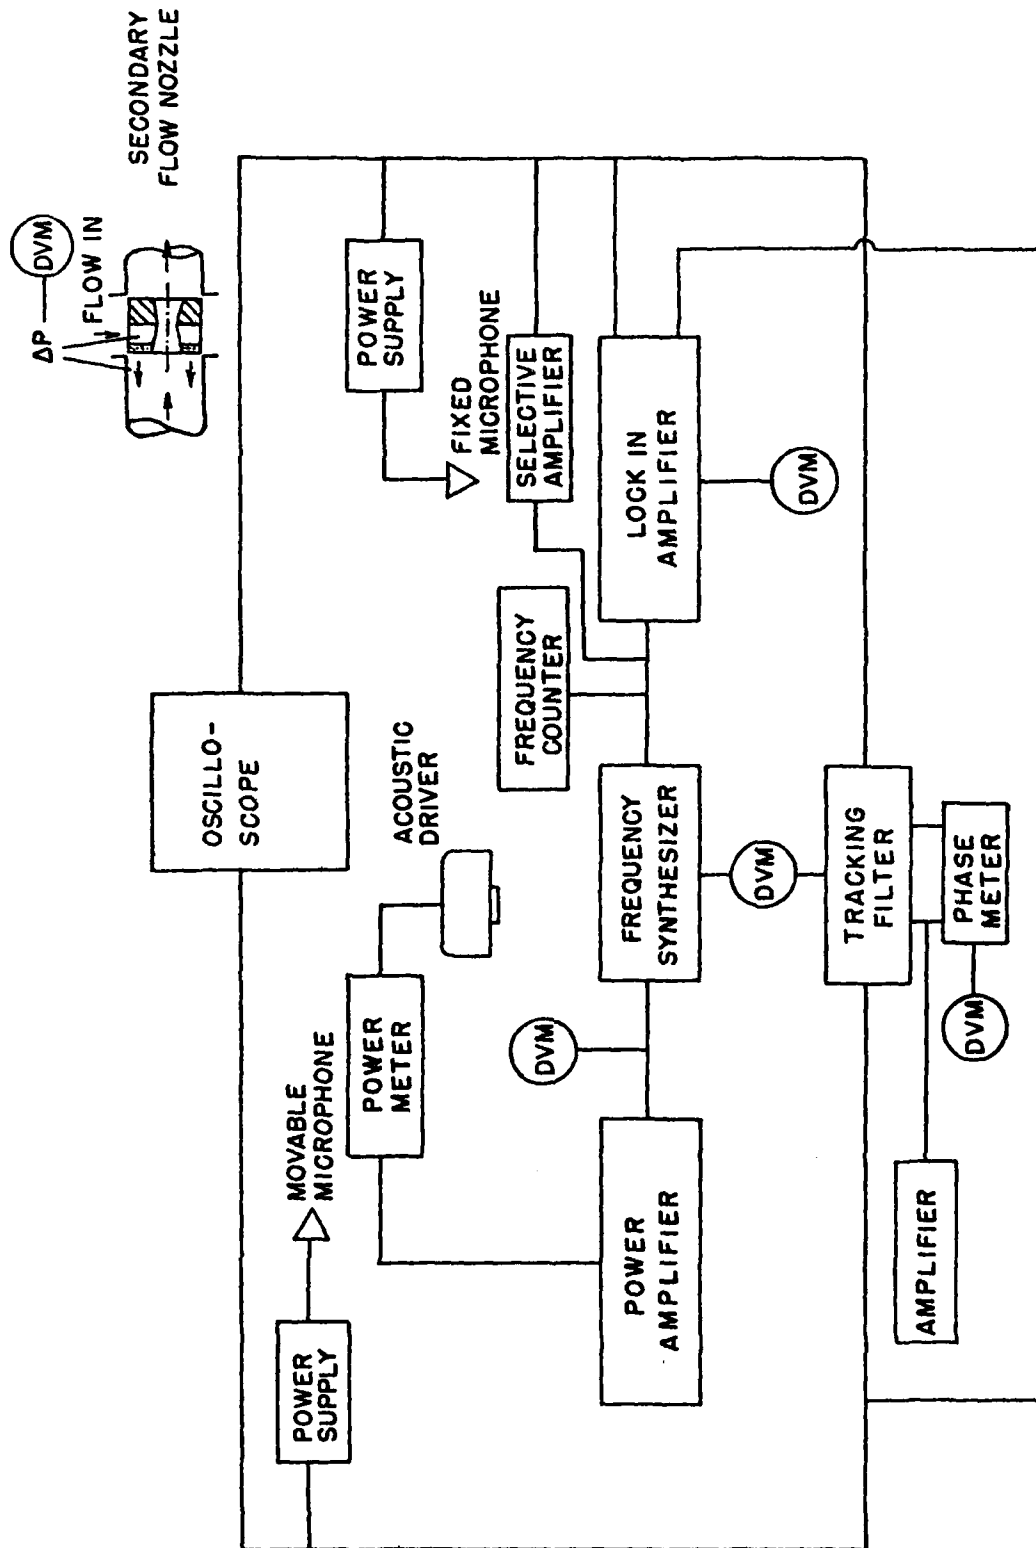 SECONDARY
FLOW NOZZLE
DVM
FLOW IN
ΔP
OSCILLO-
SCOPE
POWER
SUPPLY
MOVABLE
MICROPHONE
POWER
METER
ACOUSTIC
DRIVER
POWER
SUPPLY
FIXED
MICROPHONE
SELECTIVE
AMPLIFIER
FREQUENCY
COUNTER
DVM
POWER
AMPLIFIER
FREQUENCY
SYNTHESIZER
LOCK IN
AMPLIFIER
DVM
DVM
TRACKING
FILTER
PHASE
METER
DVM
AMPLIFIER